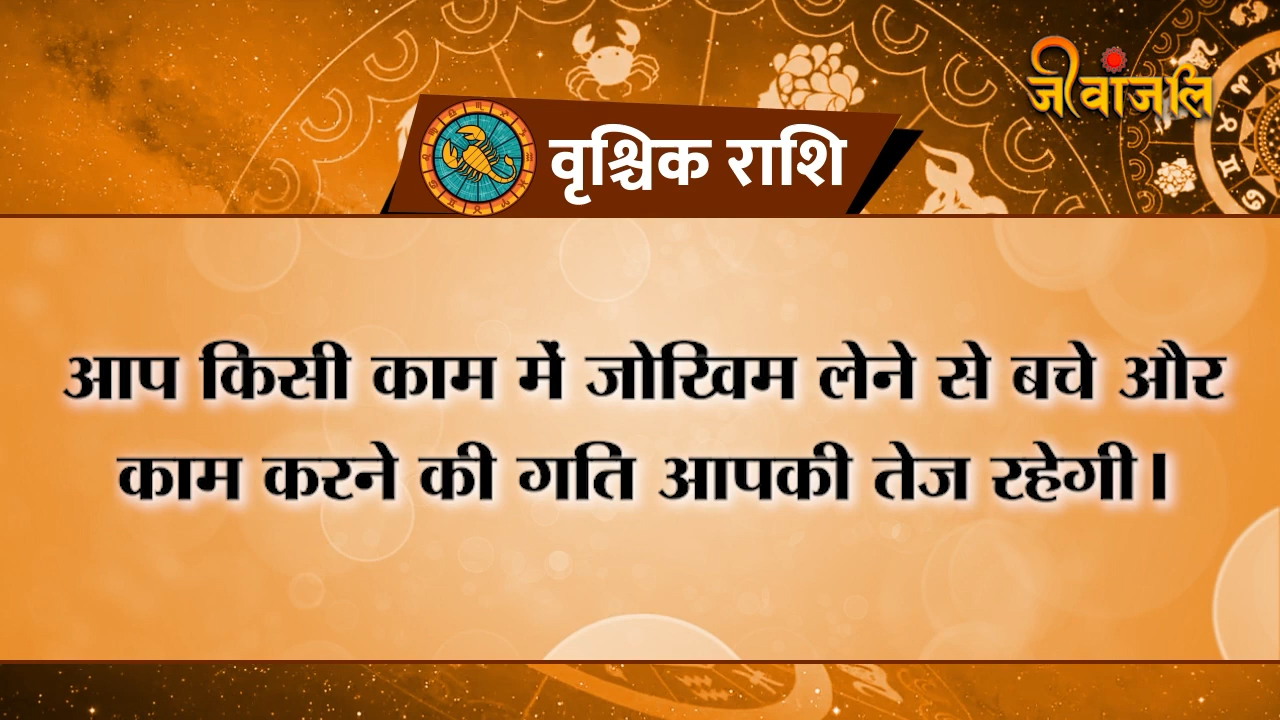 जीवांजलि
वृश्चिक राशि
आप किसी काम में जोखिम लेने से बचे और
काम करने की गति आपकी तेज रहेगी।